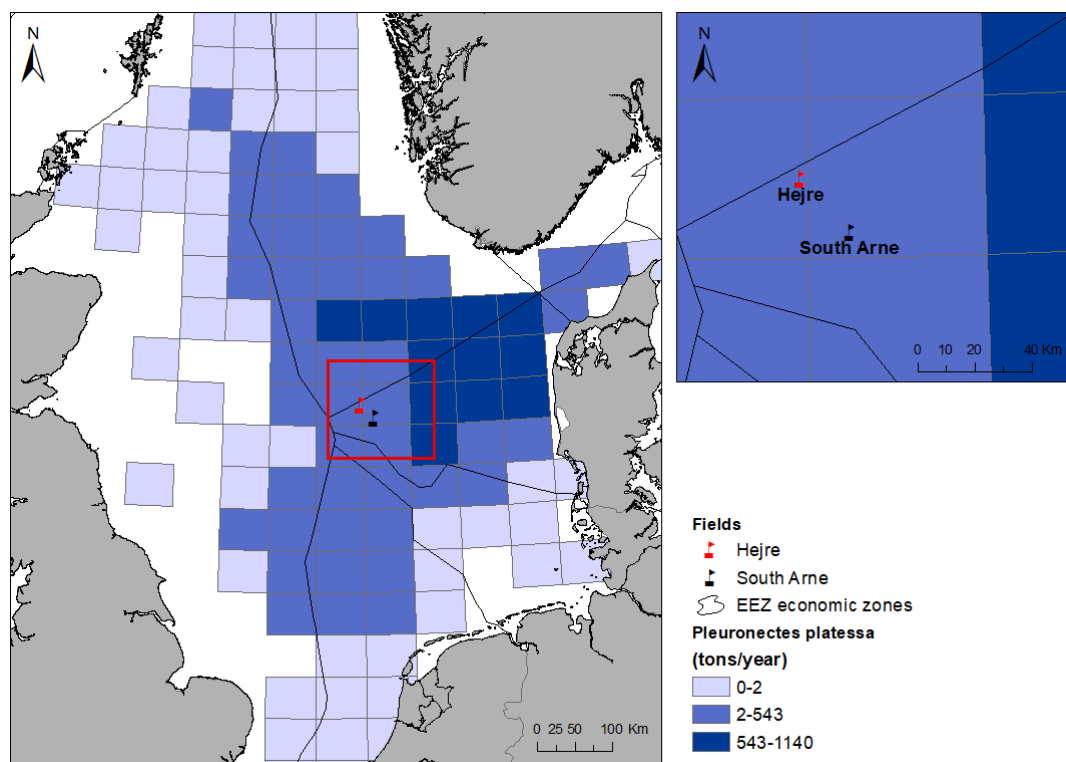 N
0 25 50 100 Km
N
Hejre
South Arne
0 10 20 40 Km
Fields
Hejre
South Arne
EEZ economic zones
Pleuronectes platessa
(tons/year)
0-2
2-543
543-1140